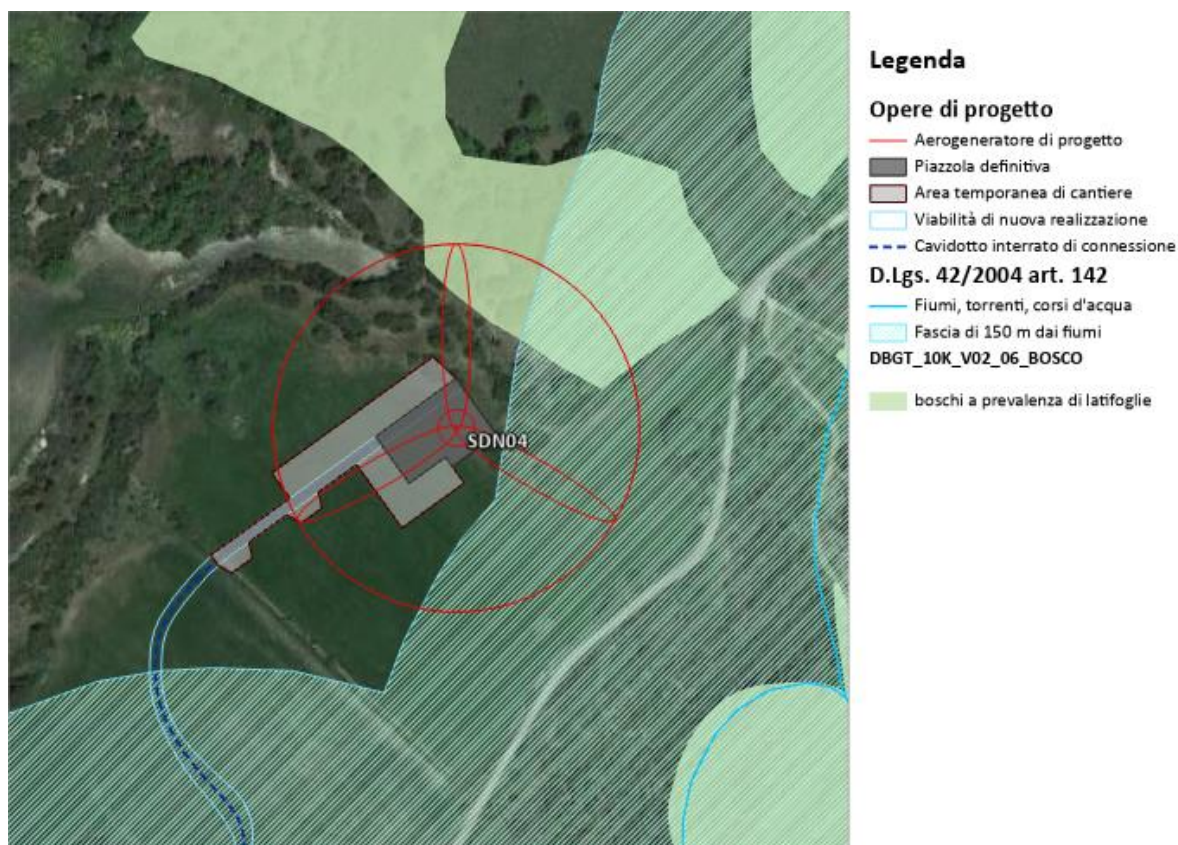 SDN04
Legenda
Opere di progetto
Aerogeneratore di progetto
Piazzola definitiva
Area temporanea di cantiere
Viabilità di nuova realizzazione
Cavidotto interrato di connessione
D.Lgs. 42/2004 art. 142
Fiumi, torrenti, corsi d'acqua
Fascia di 150 m dai fiumi
DBGT_10K_V02_06_BOSCO
boschi a prevalenza di latifoglie